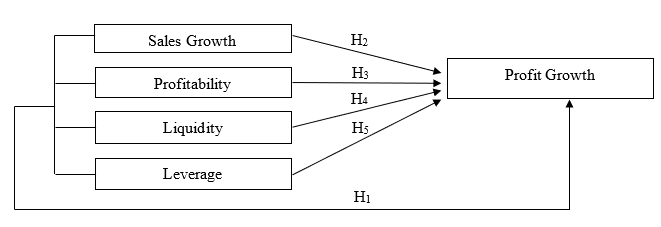 Sales Growth
H2
Profitability
H3
Profit Growth
Liquidity
H4
H5
Leverage
H1